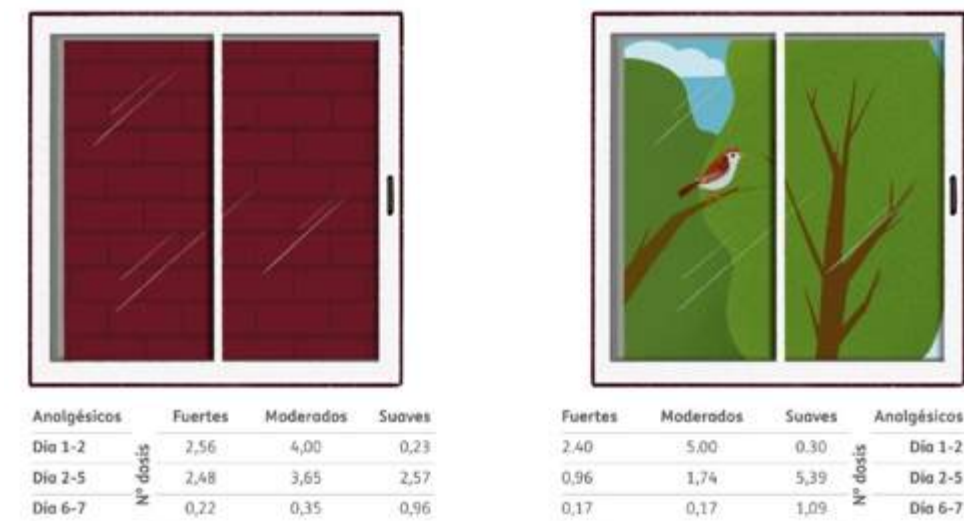 Analgésicos Fuertes Moderados Suaves
Día 1-2 2,56 4,00 0,23
Día 2-5 2,48 3,65 2,57
Día 6-7 0,22 0,35 0,96
Nº dosis
Fuertes Moderados Suaves Analgésicos
2.40 5.00 0.30 Día 1-2
0,96 1,74 5,39 Día 2-5
0,17 0,17 1,09 Día 6-7
Nº dosis